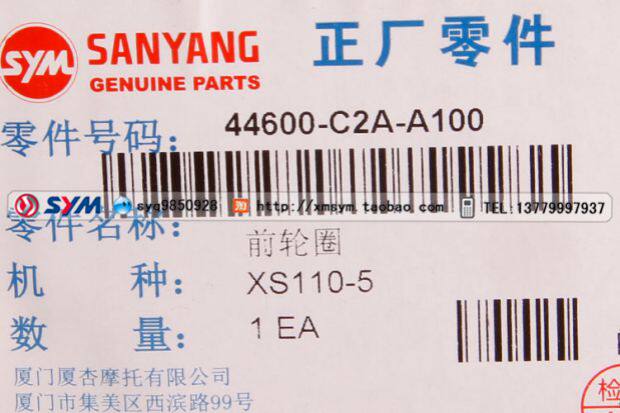 SYM SANYANG
GENUINE PARTS
正厂零件
零件号码: 44600-C2A-A100
SYM syq9850928 淘 http://xmsym.taobao.com TEL:13779997937
零件名称: 前轮圈
机 种: XS110-5
数 量: 1 EA
厦门厦杏摩托有限公司
厦门市集美区西滨路99号
检